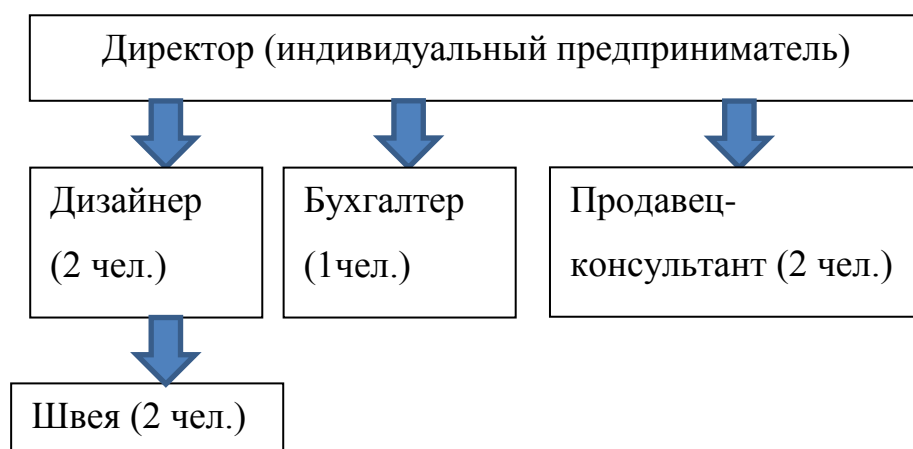 Директор (индивидуальный предприниматель)
Дизайнер
(2 чел.)
Бухгалтер
(1чел.)
Продавец-
консультант (2 чел.)
Швея (2 чел.)